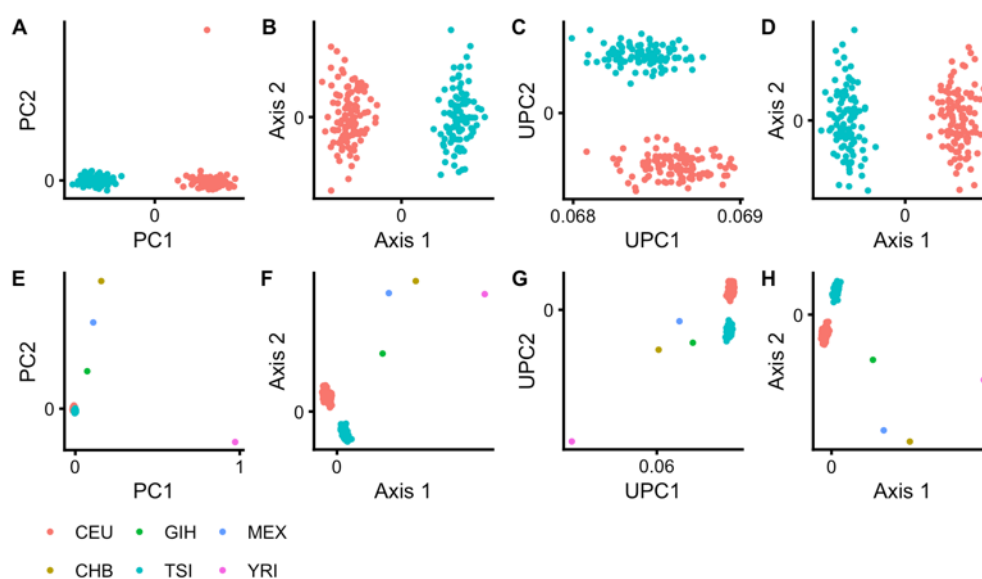 A B C D
PC2 Axis 2 UPC2 Axis 2
0 0 0 0
0 0 0.068 0.069 0
PC1 Axis 1 UPC1 Axis 1
E F G H
PC2 Axis 2 UPC2 Axis 2
0 0 0 0
0 1 0 0.06 0
PC1 Axis 1 UPC1 Axis 1
CEU GIH MEX
CHB TSI YRI